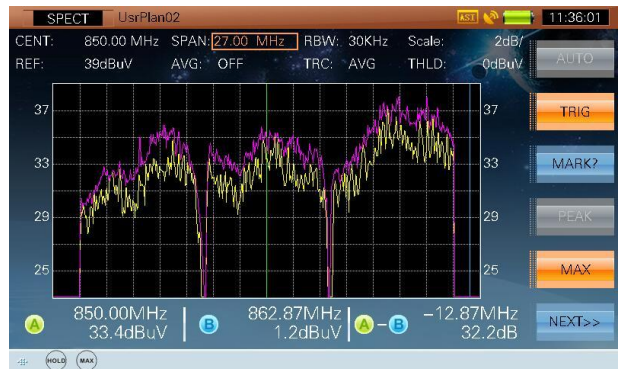 SPECT UsrPlan02 AST 11:36:01
CENT: 850.00 MHz SPAN: 27.00 MHz RBW: 30KHz Scale: 2dB/
REF: 39dBuV AVG: OFF TRC: AVG THLD: 0dBuV
AUTO
TRIG
MARK?
PEAK
MAX
NEXT>>
37 37
33 33
29 29
25 25
A 850.00MHz B 862.87MHz A-B -12.87MHz
33.4dBuV 1.2dBuV 32.2dB
HOLD MAX